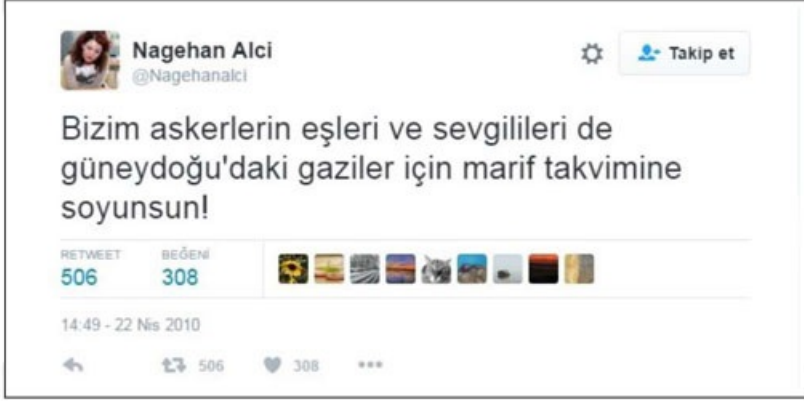 Nagehan Alci
@Nagehanalci
Takip et
Bizim askerlerin eşleri ve sevgilileri de
güneydoğu'daki gaziler için marif takvimine
soyunsun!
RETWEET BEĞENİ
506 308
14:49 - 22 Nis 2010
506 308